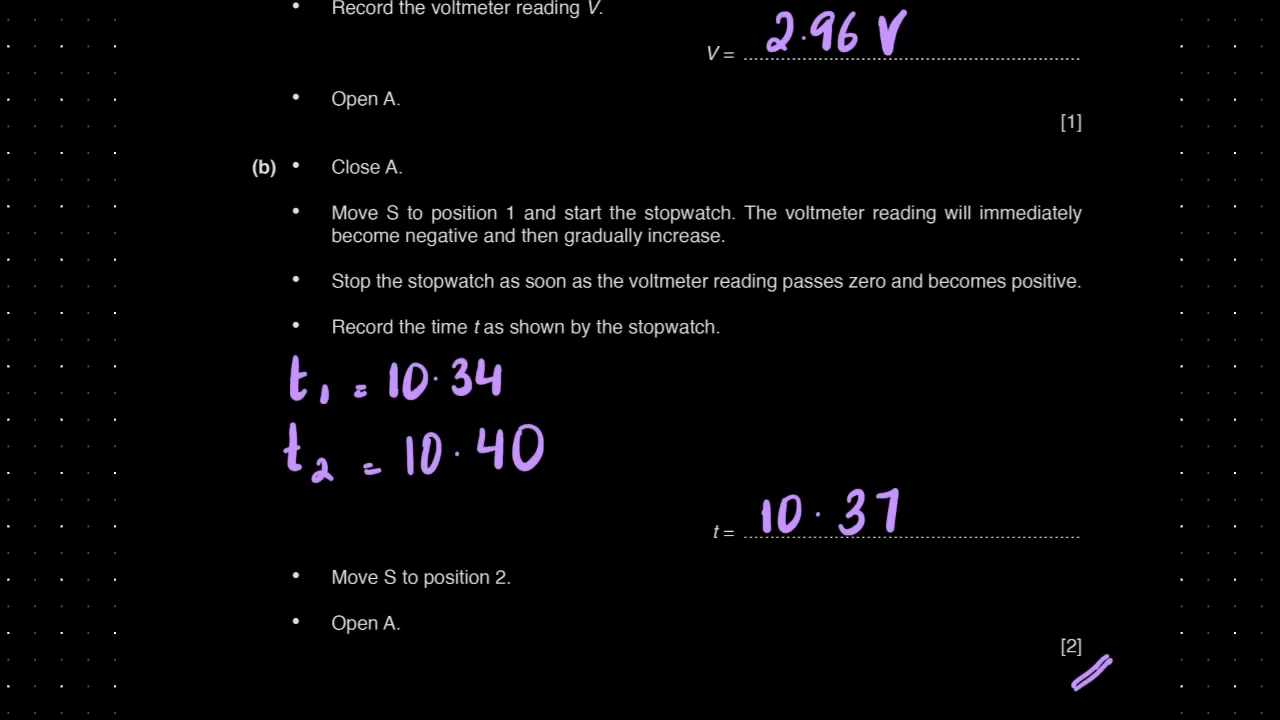 • Record the voltmeter reading V.
V = 2.96 V
• Open A.
[1]
(b) • Close A.
• Move S to position 1 and start the stopwatch. The voltmeter reading will immediately
become negative and then gradually increase.
• Stop the stopwatch as soon as the voltmeter reading passes zero and becomes positive.
• Record the time t as shown by the stopwatch.
t1 = 10.34
t2 = 10.40
t = 10.37
• Move S to position 2.
• Open A.
[2]